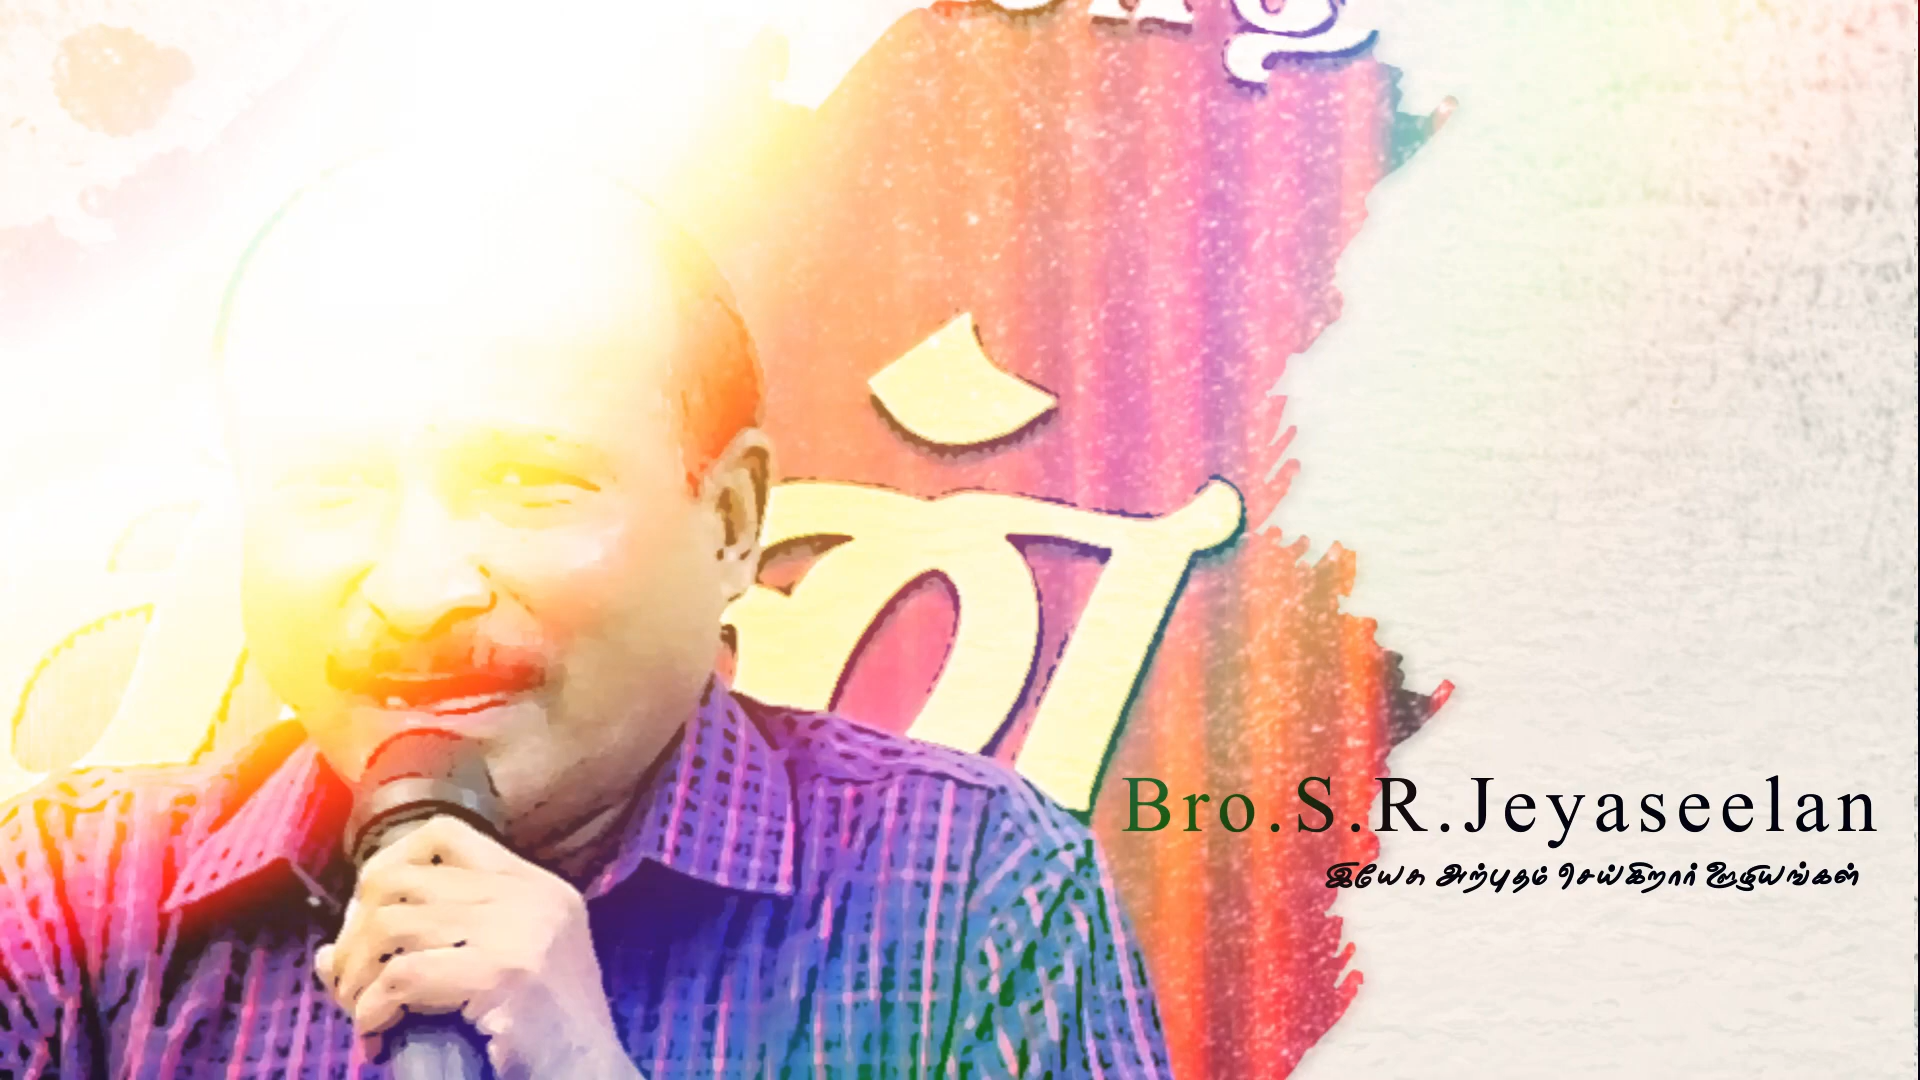 ன்
Bro.S.R.Jeyaseelan
இயேசு அற்புதம் செய்கிறார் ஊழியங்கள்